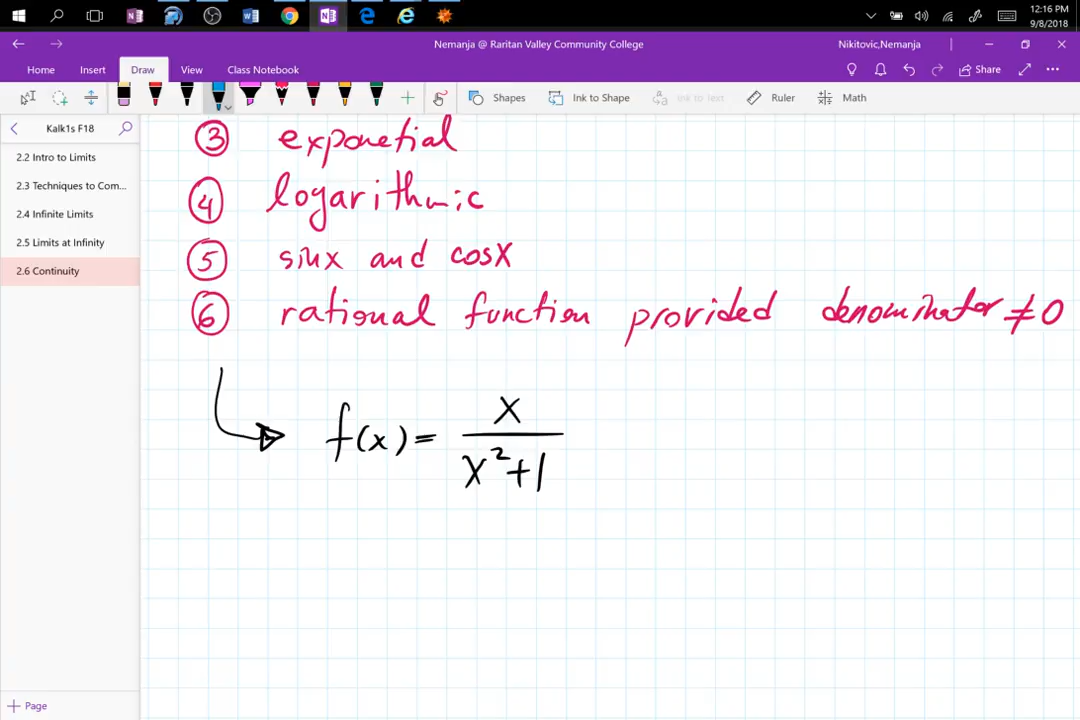 12:16 PM
9/8/2018
Nemanja @ Raritan Valley Community College
Nikitovic,Nemanja
Home Insert Draw View Class Notebook
Share
Shapes Ink to Shape Ink to Text Ruler Math
Kalk1s F18
2.2 Intro to Limits
2.3 Techniques to Com...
2.4 Infinite Limits
2.5 Limits at Infinity
2.6 Continuity
Page
③ exponetial
④ logarithmic
⑤ sinx and cosx
⑥ rational function provided denominator ≠0
f(x) = x / (x²+1)